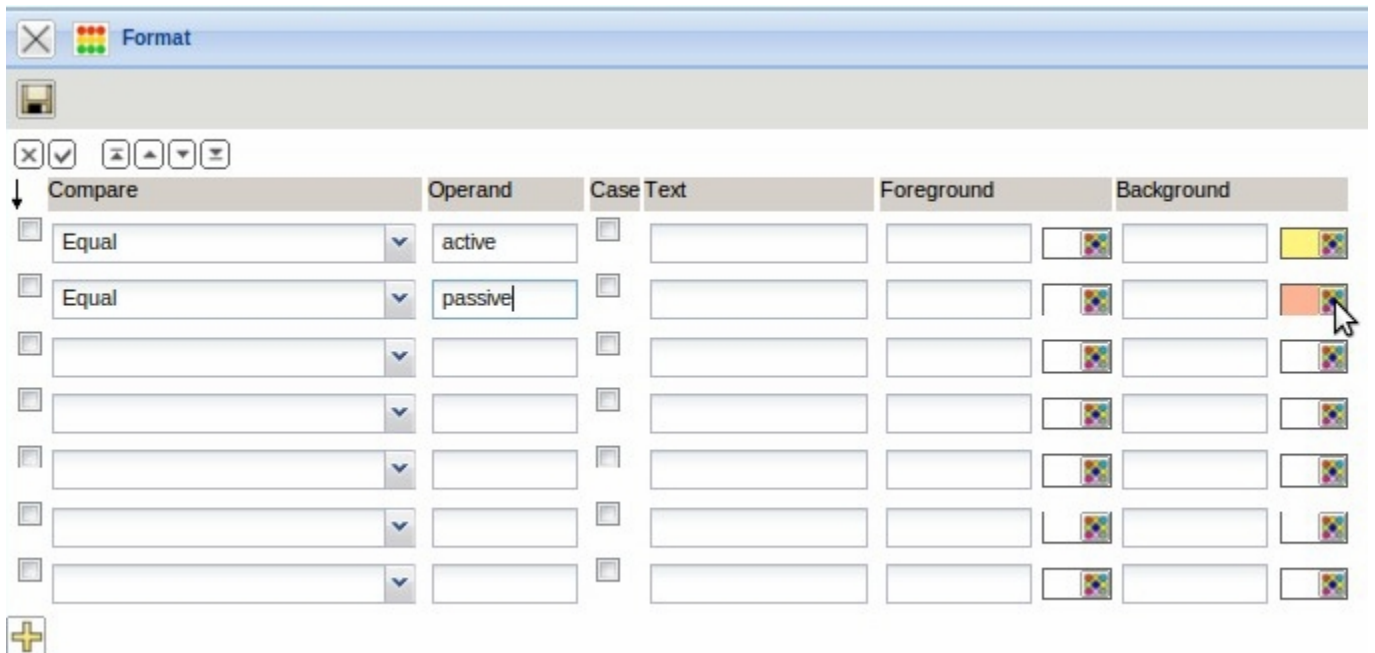 Format
Compare Operand Case Text Foreground Background
Equal active
Equal passive